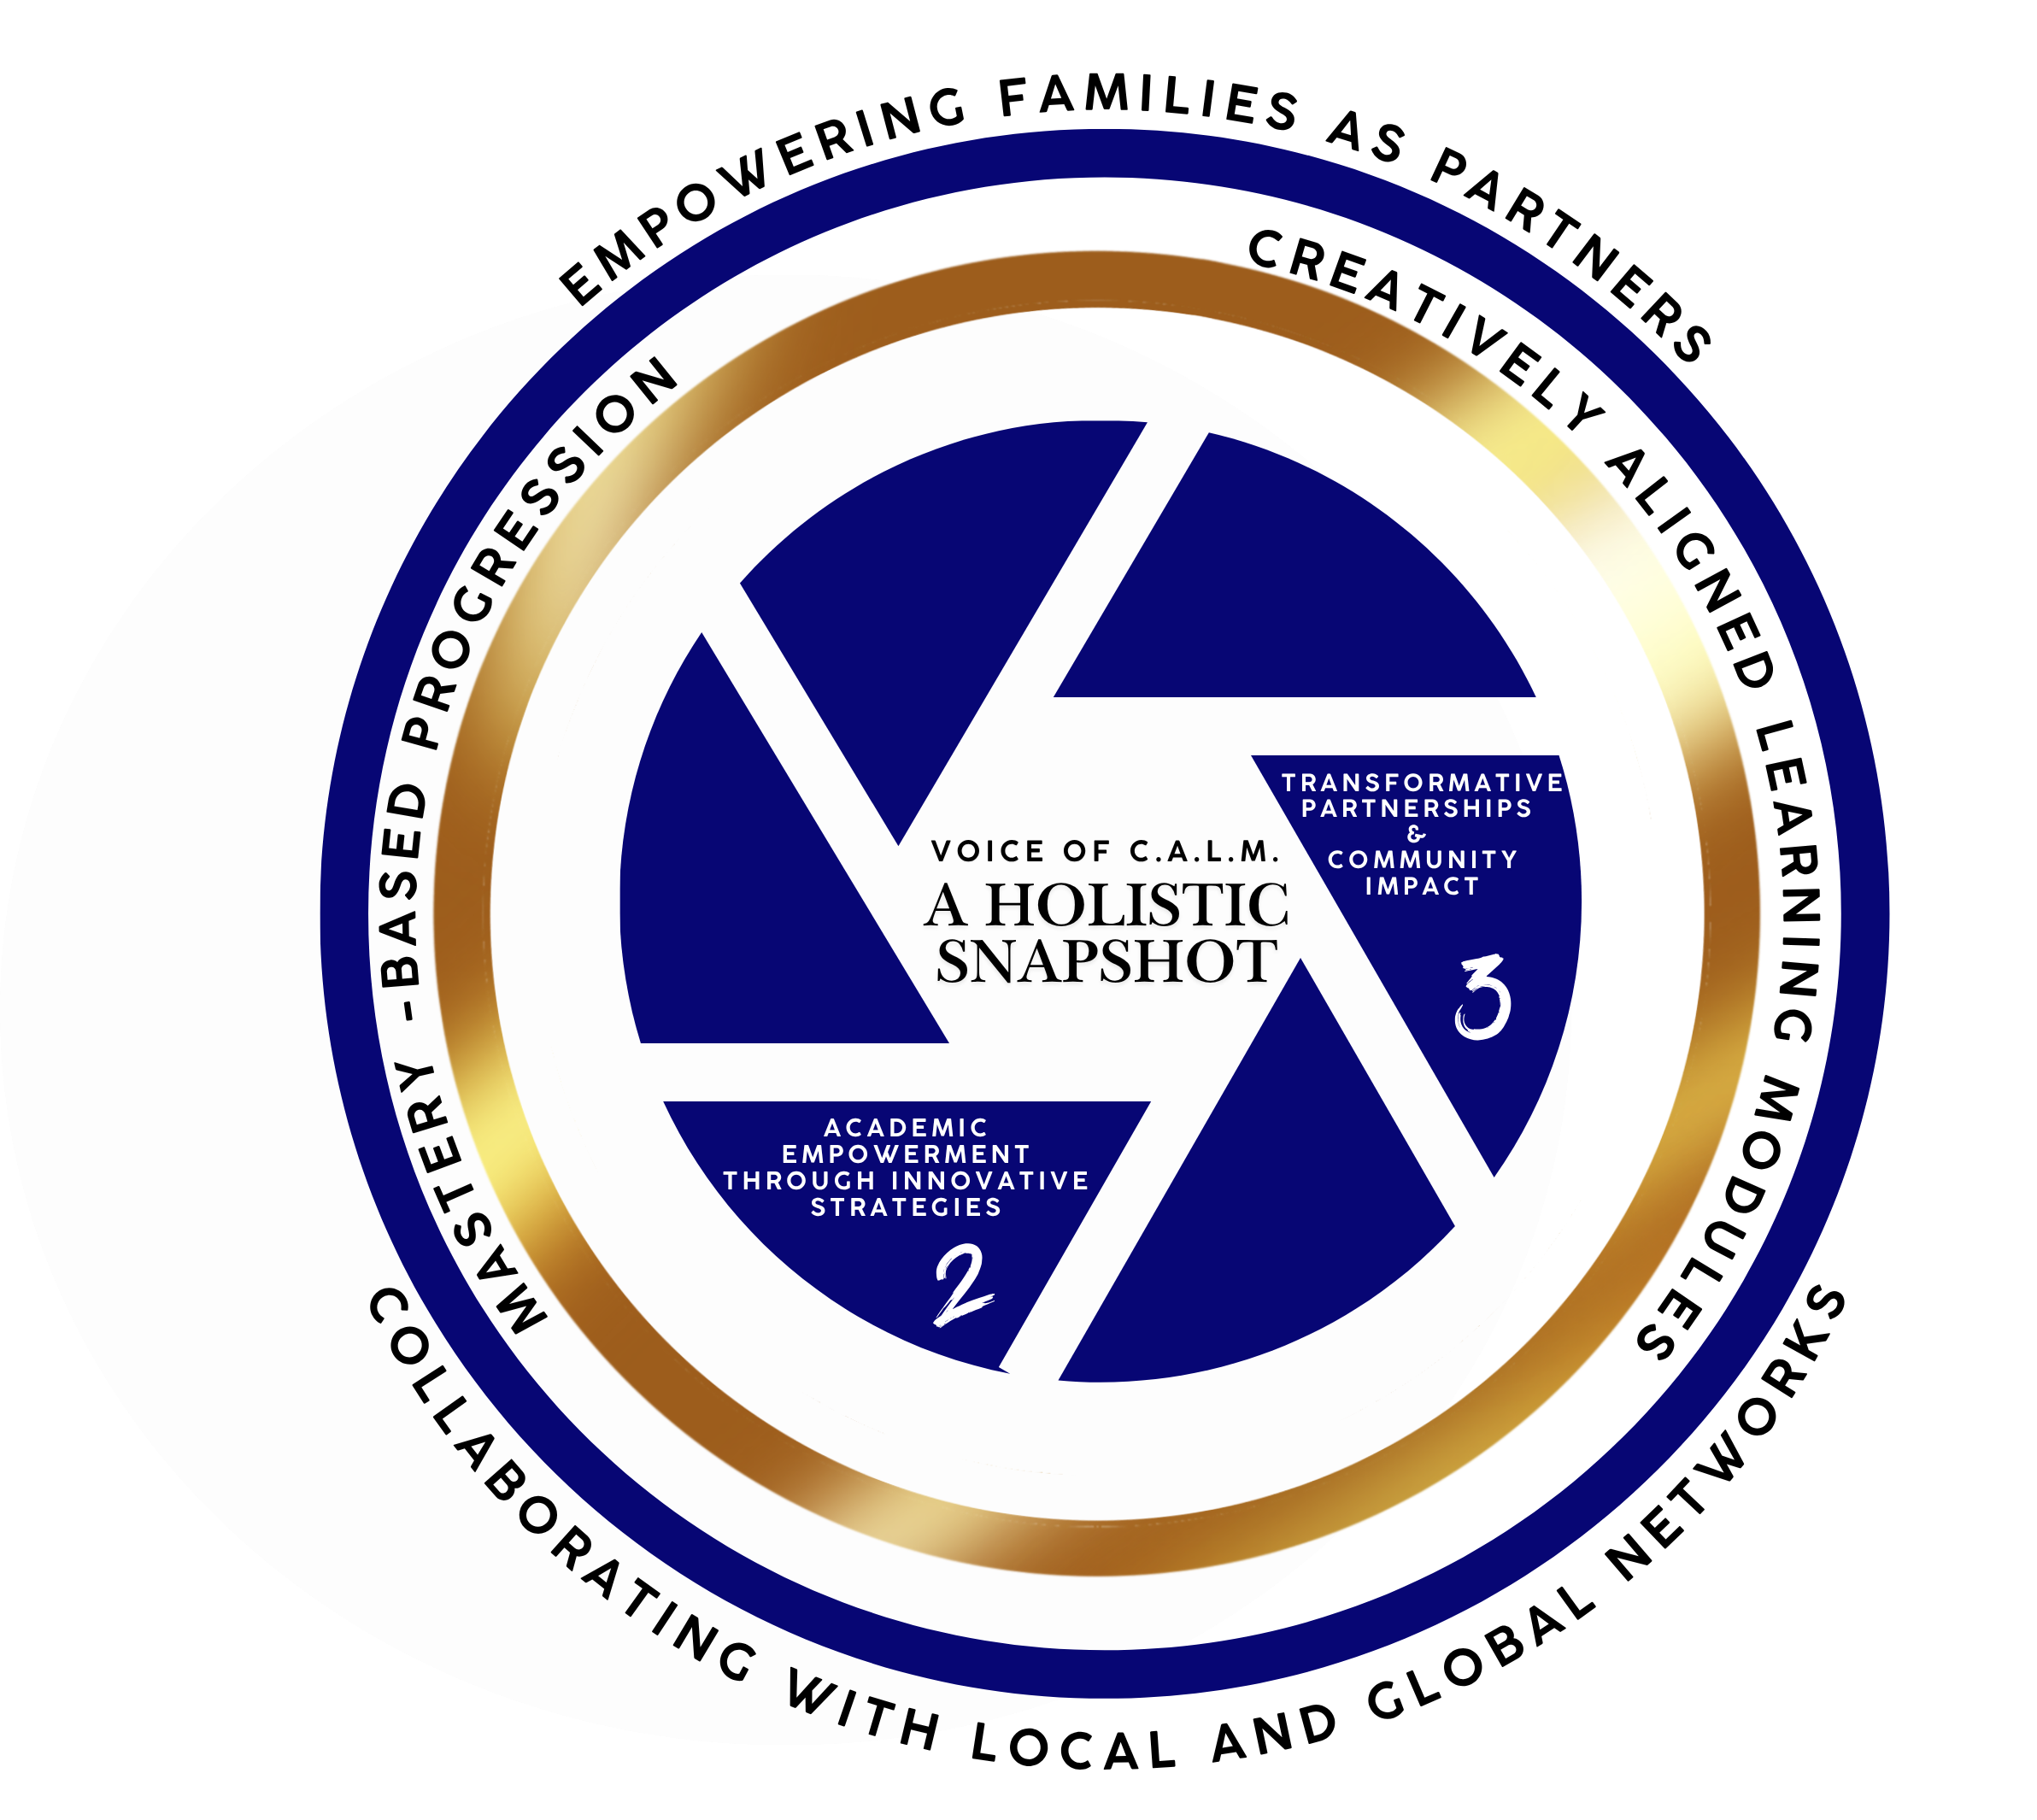 EMPOWERING FAMILIES AS PARTNERS
CREATIVELY ALIGNED LEARNING MODULES
MASTERY -BASED PROGRESSION
VOICE OF C.A.L.M.
A HOLISTIC
SNAPSHOT
TRANSFORMATIVE
PARTNERSHIPS
&
COMMUNITY
IMPACT
3
ACADEMIC
EMPOWERMENT
THROUGH INNOVATIVE
STRATEGIES
2
COLLABORATING WITH LOCAL AND GLOBAL NETWORKS